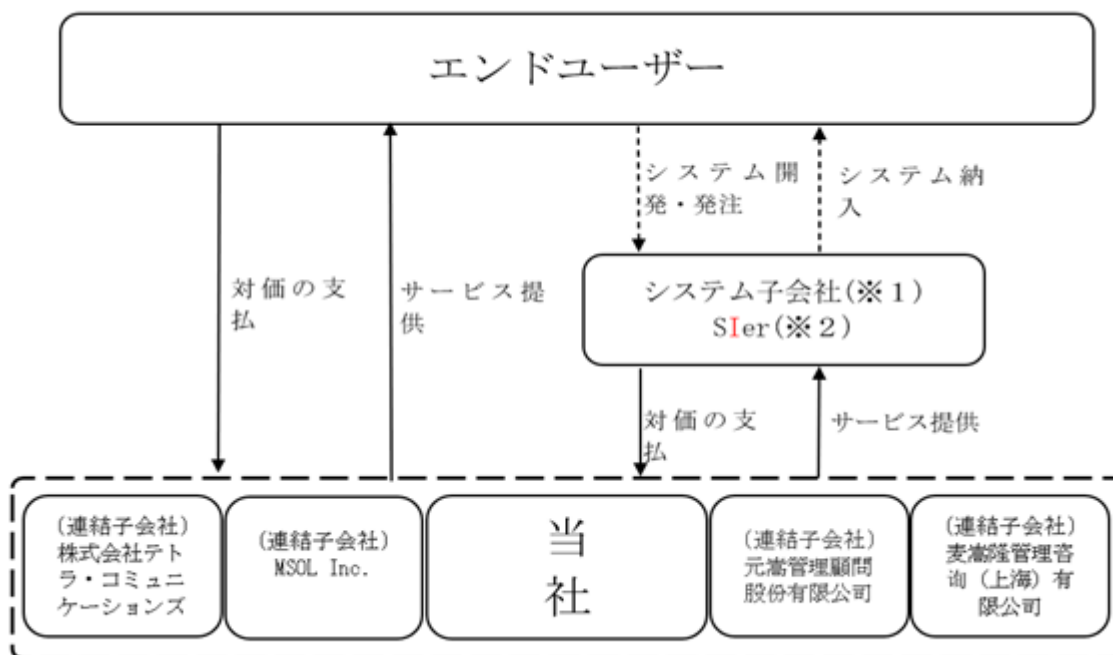 エンドユーザー
システム開
発・発注
システム納
入
対価の支
払
サービス提
供
システム子会社(※1)
SIer(※2)
対価の支
払
サービス提供
(連結子会社)
株式会社テト
ラ・コミュニ
ケーションズ
(連結子会社)
MSOL Inc.
当
社
(連結子会社)
元嵩管理顧問
股份有限公司
(連結子会社)
麦嵩隆管理咨
询（上海）有
限公司